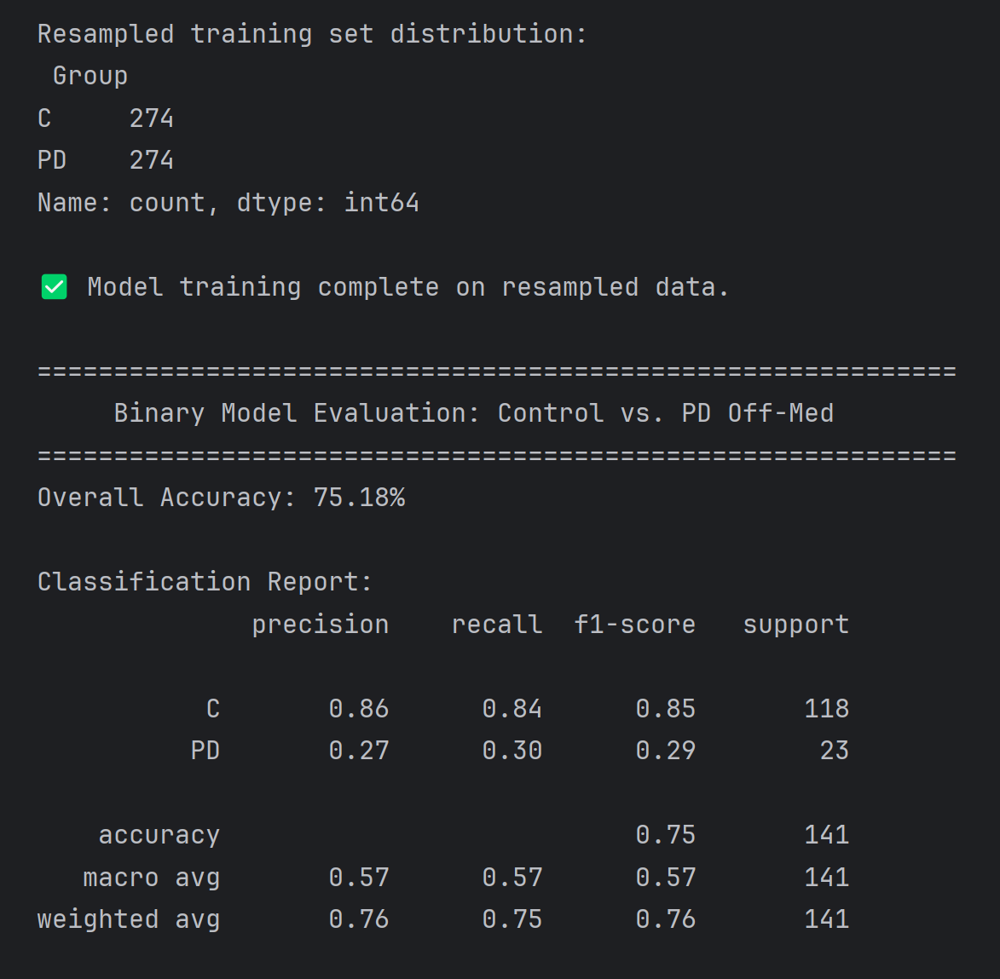 Resampled training set distribution:
 Group
C     274
PD    274
Name: count, dtype: int64
✅ Model training complete on resampled data.
============================================================
     Binary Model Evaluation: Control vs. PD Off-Med
============================================================
Overall Accuracy: 75.18%
Classification Report:
              precision    recall  f1-score   support
           C       0.86      0.84      0.85       118
          PD       0.27      0.30      0.29        23
    accuracy                           0.75       141
   macro avg       0.57      0.57      0.57       141
weighted avg       0.76      0.75      0.76       141